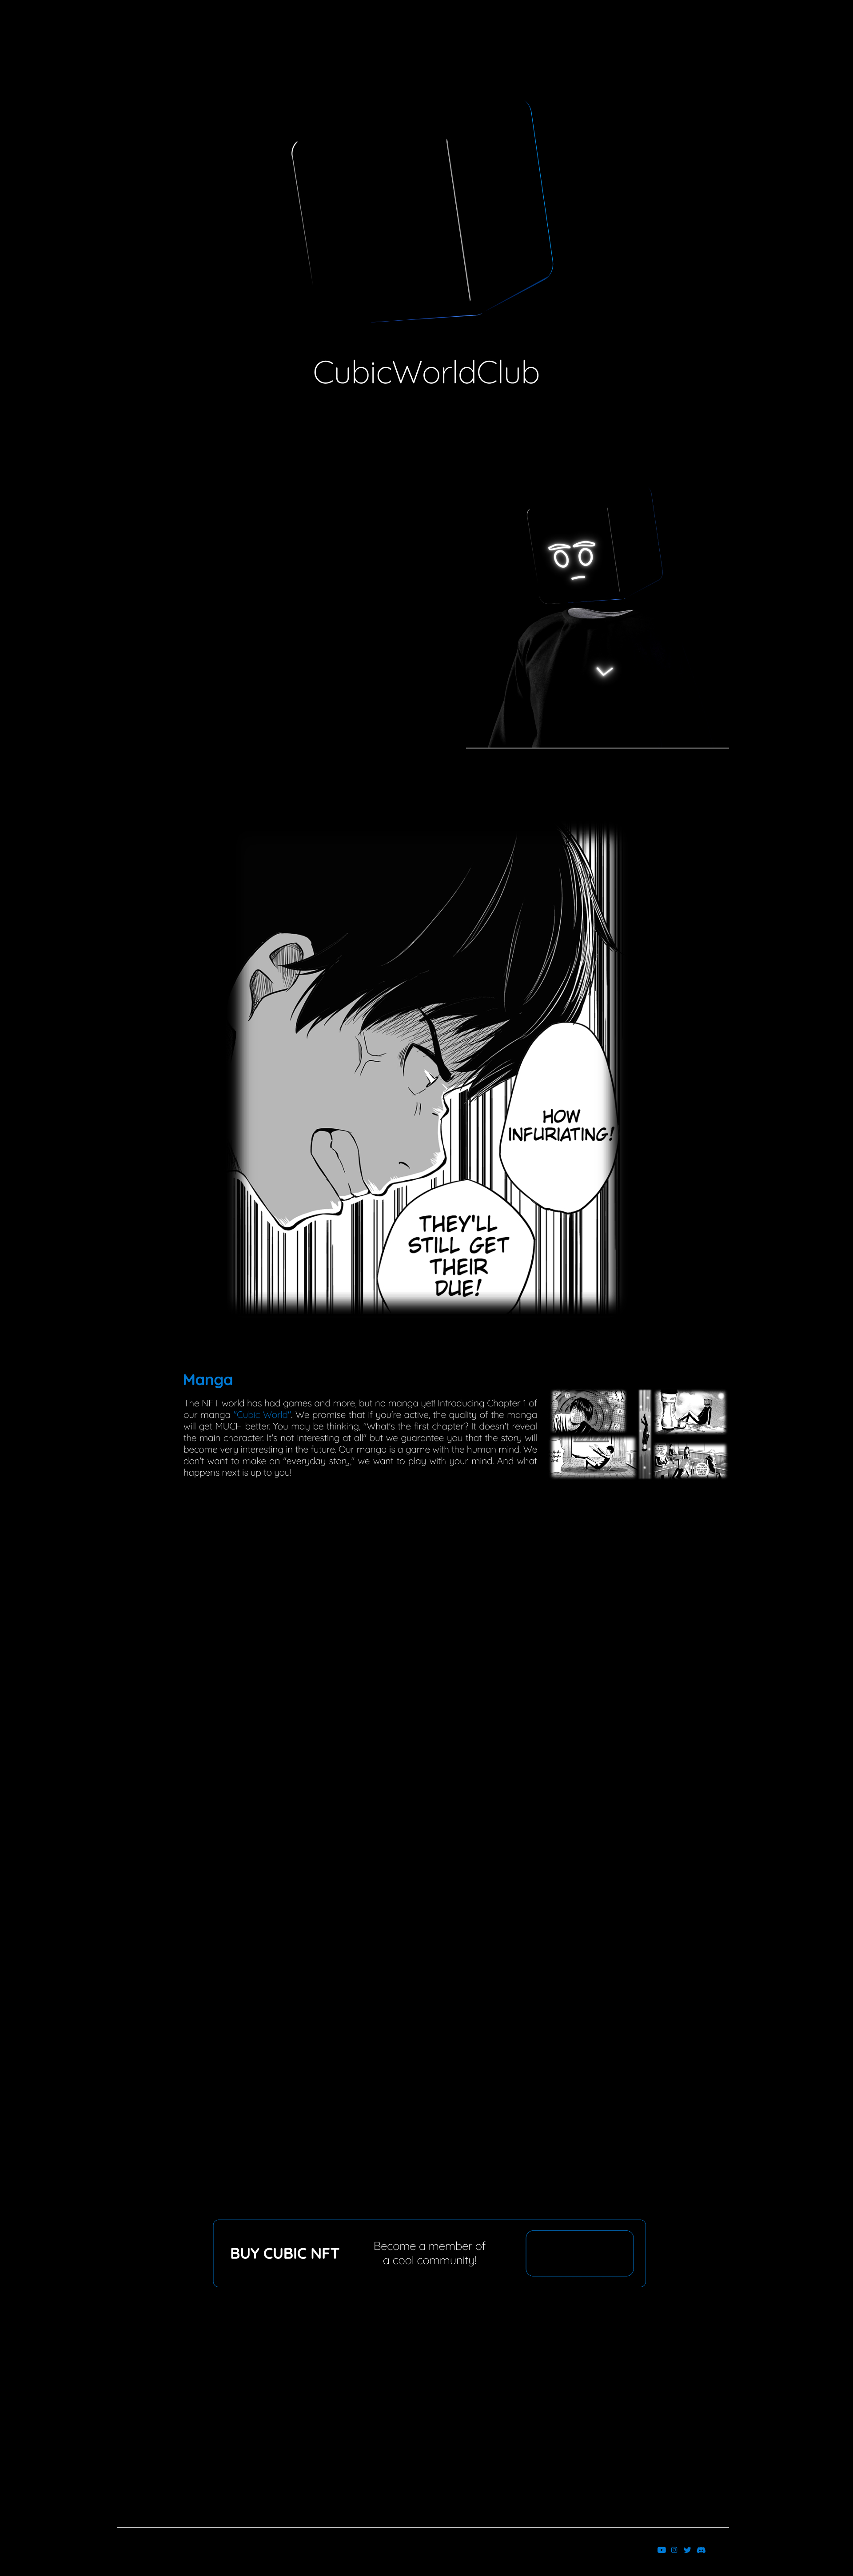 CubicWorldClub
HOW
INFURIATING!
THEY'LL
STILL GET
THEIR
DUE!
Manga
The NFT world has had games and more, but no manga yet! Introducing Chapter 1 of
our manga "Cubic World". We promise that if you're active, the quality of the manga
will get MUCH better. You may be thinking, "What's the first chapter? It doesn't reveal
the main character. It's not interesting at all" but we guarantee you that the story will
become very interesting in the future. Our manga is a game with the human mind. We
don't want to make an "everyday story," we want to play with your mind. And what
happens next is up to you!
BUY CUBIC NFT
Become a member of
a cool community!